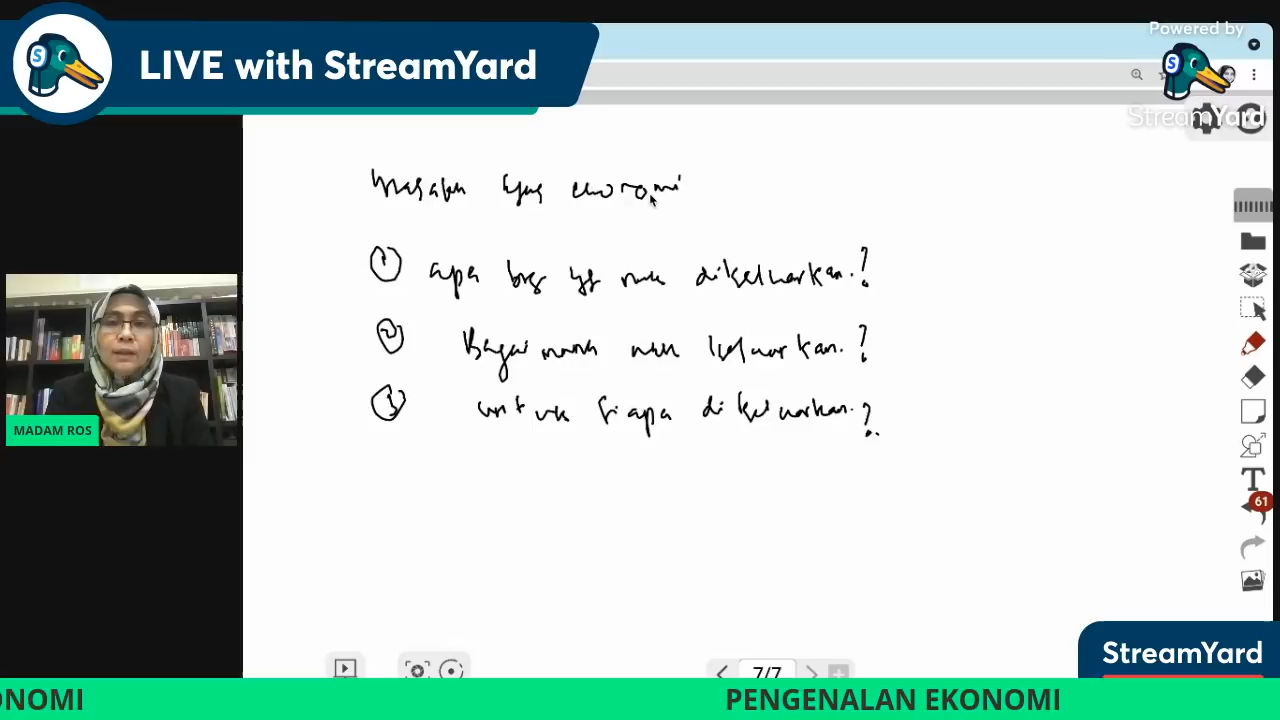 LIVE with StreamYard
Powered by
StreamYard
Masalah asas ekonomi
1 apa brg yg nak dikeluarkan.?
2 Bagaimana nak keluarkan.?
3 untuk siapa dikeluarkan.?
MADAM ROS
61
7/7
StreamYard
ONOMI
PENGENALAN EKONOMI